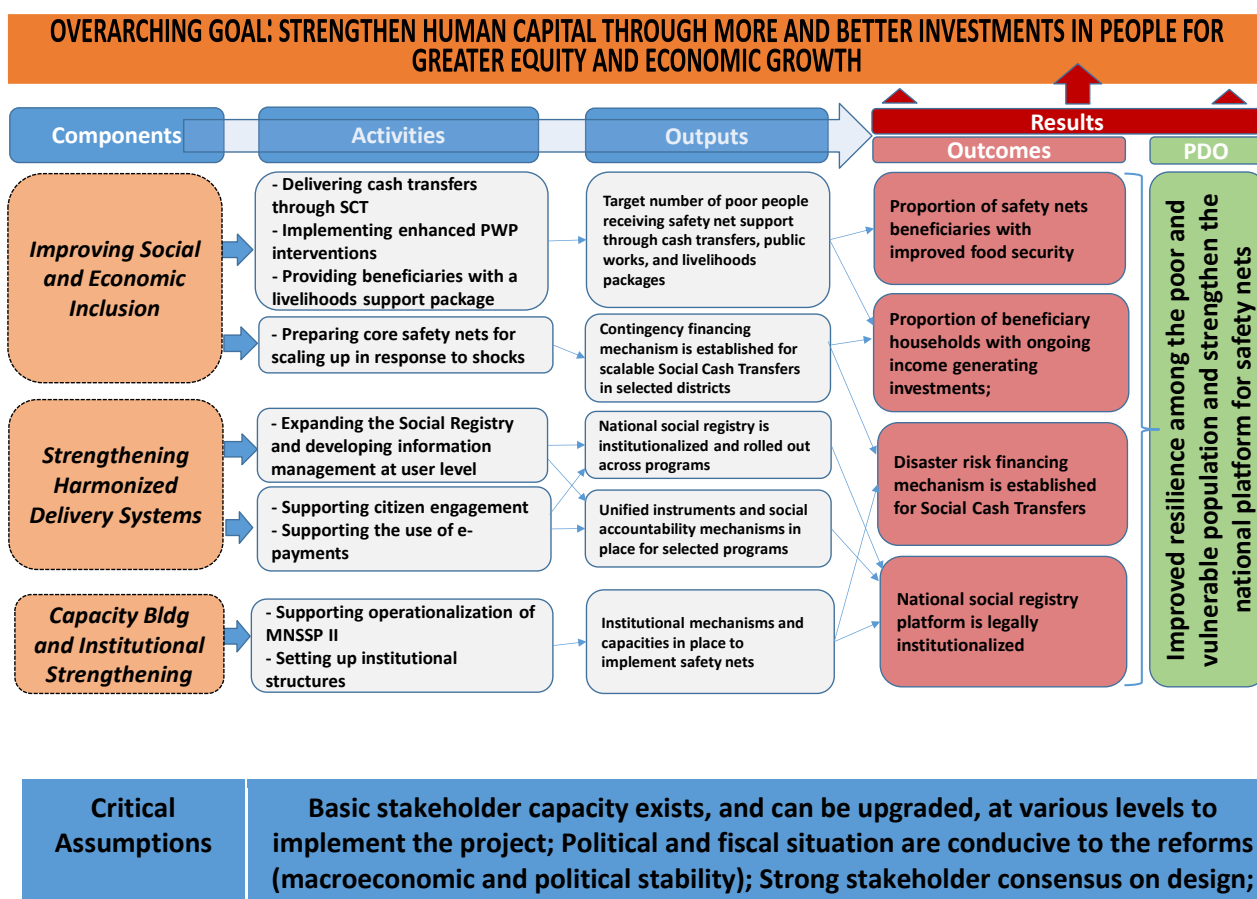 OVERARCHING GOAL: STRENGTHEN HUMAN CAPITAL THROUGH MORE AND BETTER INVESTMENTS IN PEOPLE FOR
GREATER EQUITY AND ECONOMIC GROWTH
Components
Activities
Outputs
Results
Outcomes
PDO
Improving Social
and Economic
Inclusion
- Delivering cash transfers
through SCT
- Implementing enhanced PWP
interventions
- Providing beneficiaries with a
livelihoods support package
Target number of poor people
receiving safety net support
through cash transfers, public
works, and livelihoods
packages
Proportion of safety nets
beneficiaries with
improved food security
- Preparing core safety nets for
scaling up in response to shocks
Contingency financing
mechanism is established for
scalable Social Cash Transfers
in selected districts
Proportion of beneficiary
households with ongoing
income generating
investments;
Strengthening
Harmonized
Delivery Systems
- Expanding the Social Registry
and developing information
management at user level
National social registry is
institutionalized and rolled out
across programs
Disaster risk financing
mechanism is established
for Social Cash Transfers
- Supporting citizen engagement
- Supporting the use of e-
payments
Unified instruments and social
accountability mechanisms in
place for selected programs
Capacity Bldg
and Institutional
Strengthening
- Supporting operationalization of
MNSSP II
- Setting up institutional
structures
Institutional mechanisms and
capacities in place to
implement safety nets
National social registry
platform is legally
institutionalized
Improved resilience among the poor and
vulnerable population and strengthen the
national platform for safety nets
Critical
Assumptions
Basic stakeholder capacity exists, and can be upgraded, at various levels to
implement the project; Political and fiscal situation are conducive to the reforms
(macroeconomic and political stability); Strong stakeholder consensus on design;